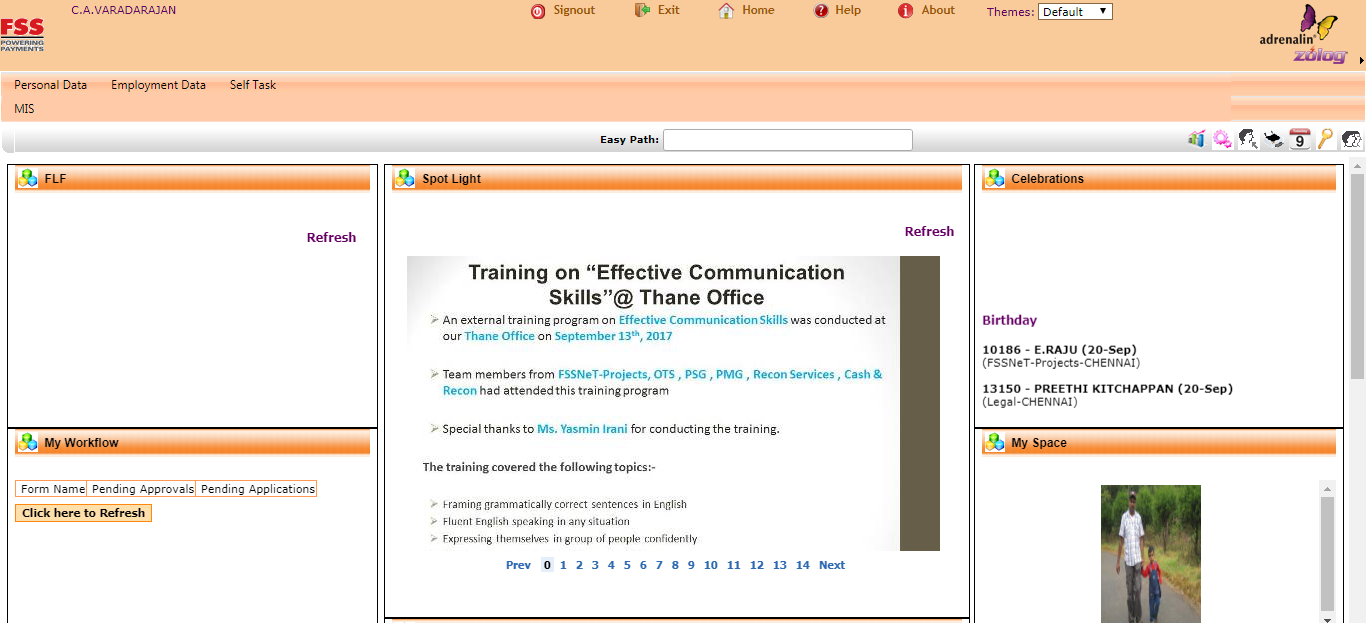 C.A.VARADARAJAN
Signout Exit Home Help About Themes: Default
FSS
POWERING
PAYMENTS
adrenalin
zolog
Personal Data Employment Data Self Task
MIS
Easy Path:
9
FLF
Refresh
My Workflow
Form Name Pending Approvals Pending Applications
Click here to Refresh
Spot Light
Refresh
Training on “Effective Communication
Skills”@ Thane Office
An external training program on Effective Communication Skills was conducted at
our Thane Office on September 13th, 2017
Team members from FSSNeT-Projects, OTS , PSG , PMG , Recon Services , Cash &
Recon had attended this training program
Special thanks to Ms. Yasmin Irani for conducting the training.
The training covered the following topics:-
Framing grammatically correct sentences in English
Fluent English speaking in any situation
Expressing themselves in group of people confidently
Prev 0 1 2 3 4 5 6 7 8 9 10 11 12 13 14 Next
Celebrations
Birthday
10186 - E.RAJU (20-Sep)
(FSSNeT-Projects-CHENNAI)
13150 - PREETHI KITCHAPPAN (20-Sep)
(Legal-CHENNAI)
My Space